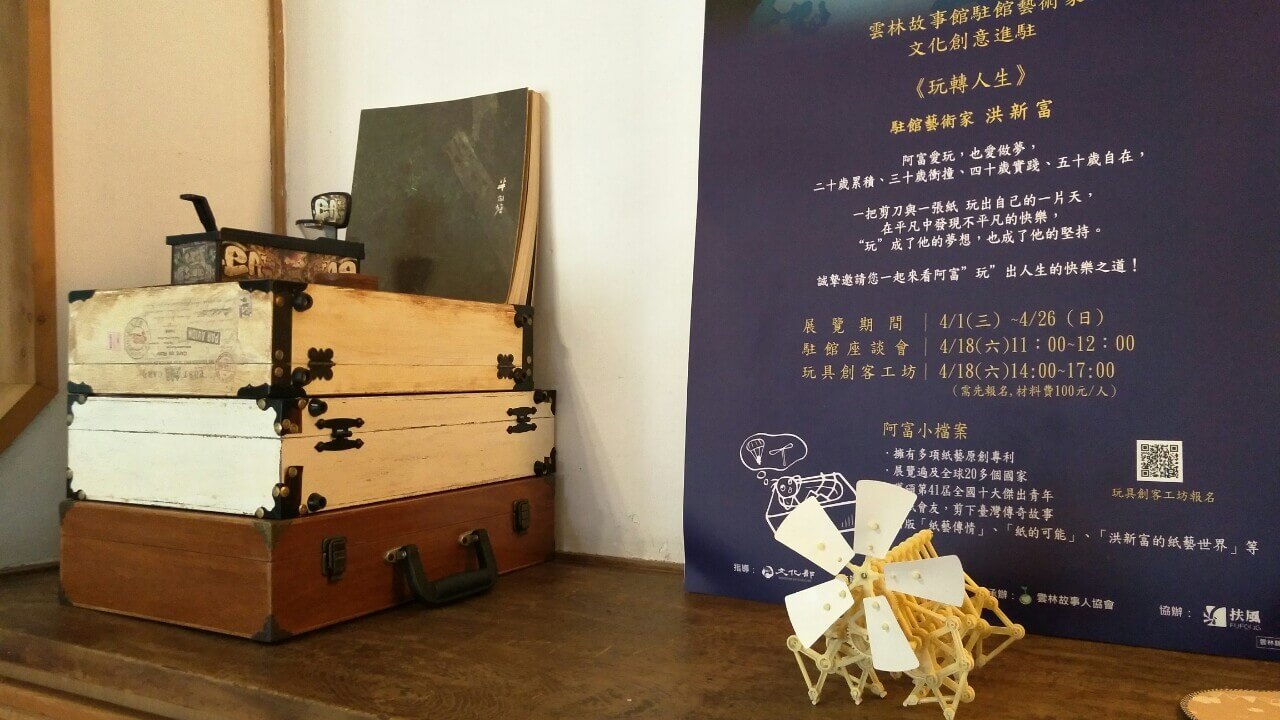 雲林故事館駐館藝術家
文化創意進駐
《玩轉人生》
駐館藝術家 洪新富
阿富愛玩，也愛做夢，
二十歲累積、三十歲衝撞、四十歲實踐、五十歲自在，
一把剪刀與一張紙 玩出自己的一片天，
在平凡中發現不平凡的快樂，
“玩”成了他的夢想，也成了他的堅持。
誠摯邀請您一起來看阿富”玩”出人生的快樂之道！
展覽期間｜4/1(三) ~4/26（日）
駐館座談會｜4/18(六)11：00~12：00
玩具創客工坊｜4/18(六)14:00~17:00
（需先報名,材料費100元/人）
阿富小檔案
·擁有多項紙藝原創專利
·展覽遍及全球20多個國家
第41屆全國十大傑出青年
會友，剪下臺灣傳奇故事
版「紙藝傳情」、「紙的可能」、「洪新富的紙藝世界」等
玩具創客工坊報名
指導：文化部
辦：雲林故事人協會
協辦：扶風
FUFONG
PAR AVION